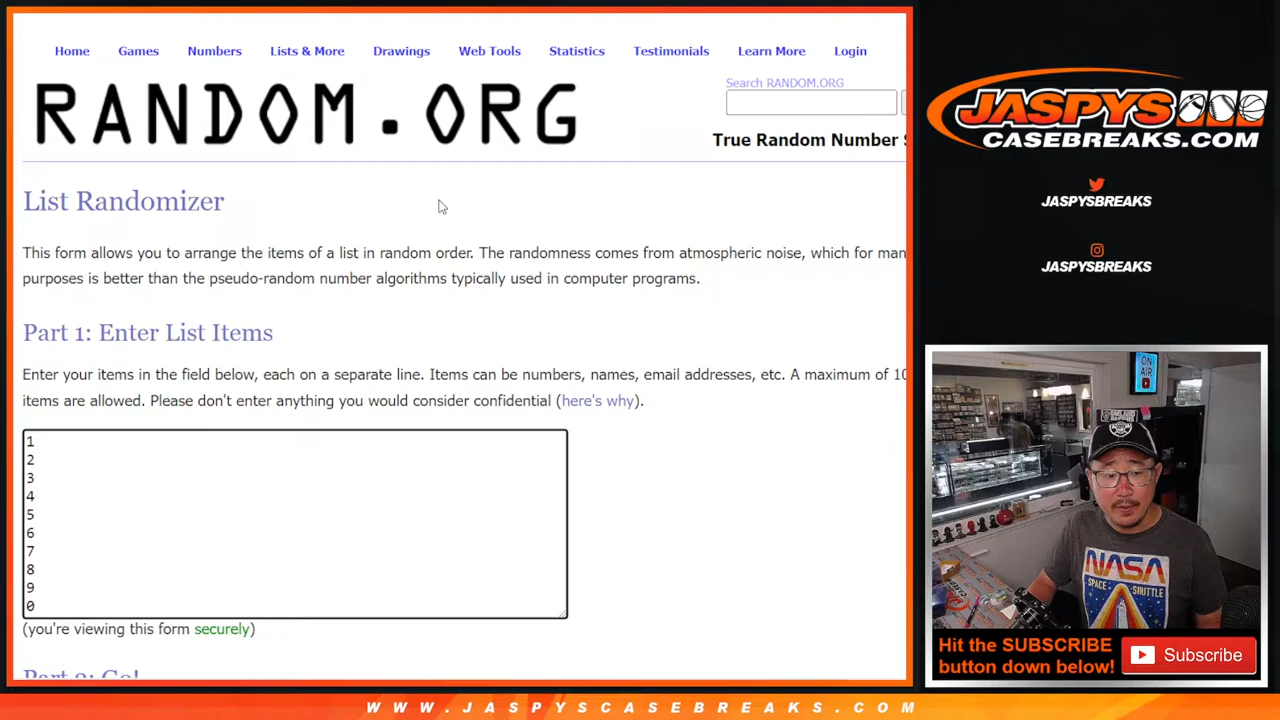 Home Games Numbers Lists & More Drawings Web Tools Statistics Testimonials Learn More Login
RANDOM.ORG
Search RANDOM.ORG
True Random Number S
List Randomizer
This form allows you to arrange the items of a list in random order. The randomness comes from atmospheric noise, which for man
purposes is better than the pseudo-random number algorithms typically used in computer programs.
Part 1: Enter List Items
Enter your items in the field below, each on a separate line. Items can be numbers, names, email addresses, etc. A maximum of 10
items are allowed. Please don't enter anything you would consider confidential (here's why).
1
2
3
4
5
6
7
8
9
0
(you're viewing this form securely)
Part 2: Go!
JASPYS
CASEBREAKS.COM
JASPYSBREAKS
JASPYSBREAKS
ON
AIR
NASA
SPACE SHUTTLE
Hit the SUBSCRIBE
button down below!
Subscribe
WWW.JASPYSCASEBREAKS.COM